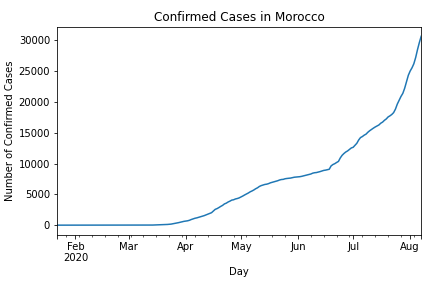 Confirmed Cases in Morocco
Number of Confirmed Cases
30000
25000
20000
15000
10000
5000
0
Feb Mar Apr May Jun Jul Aug
2020
Day